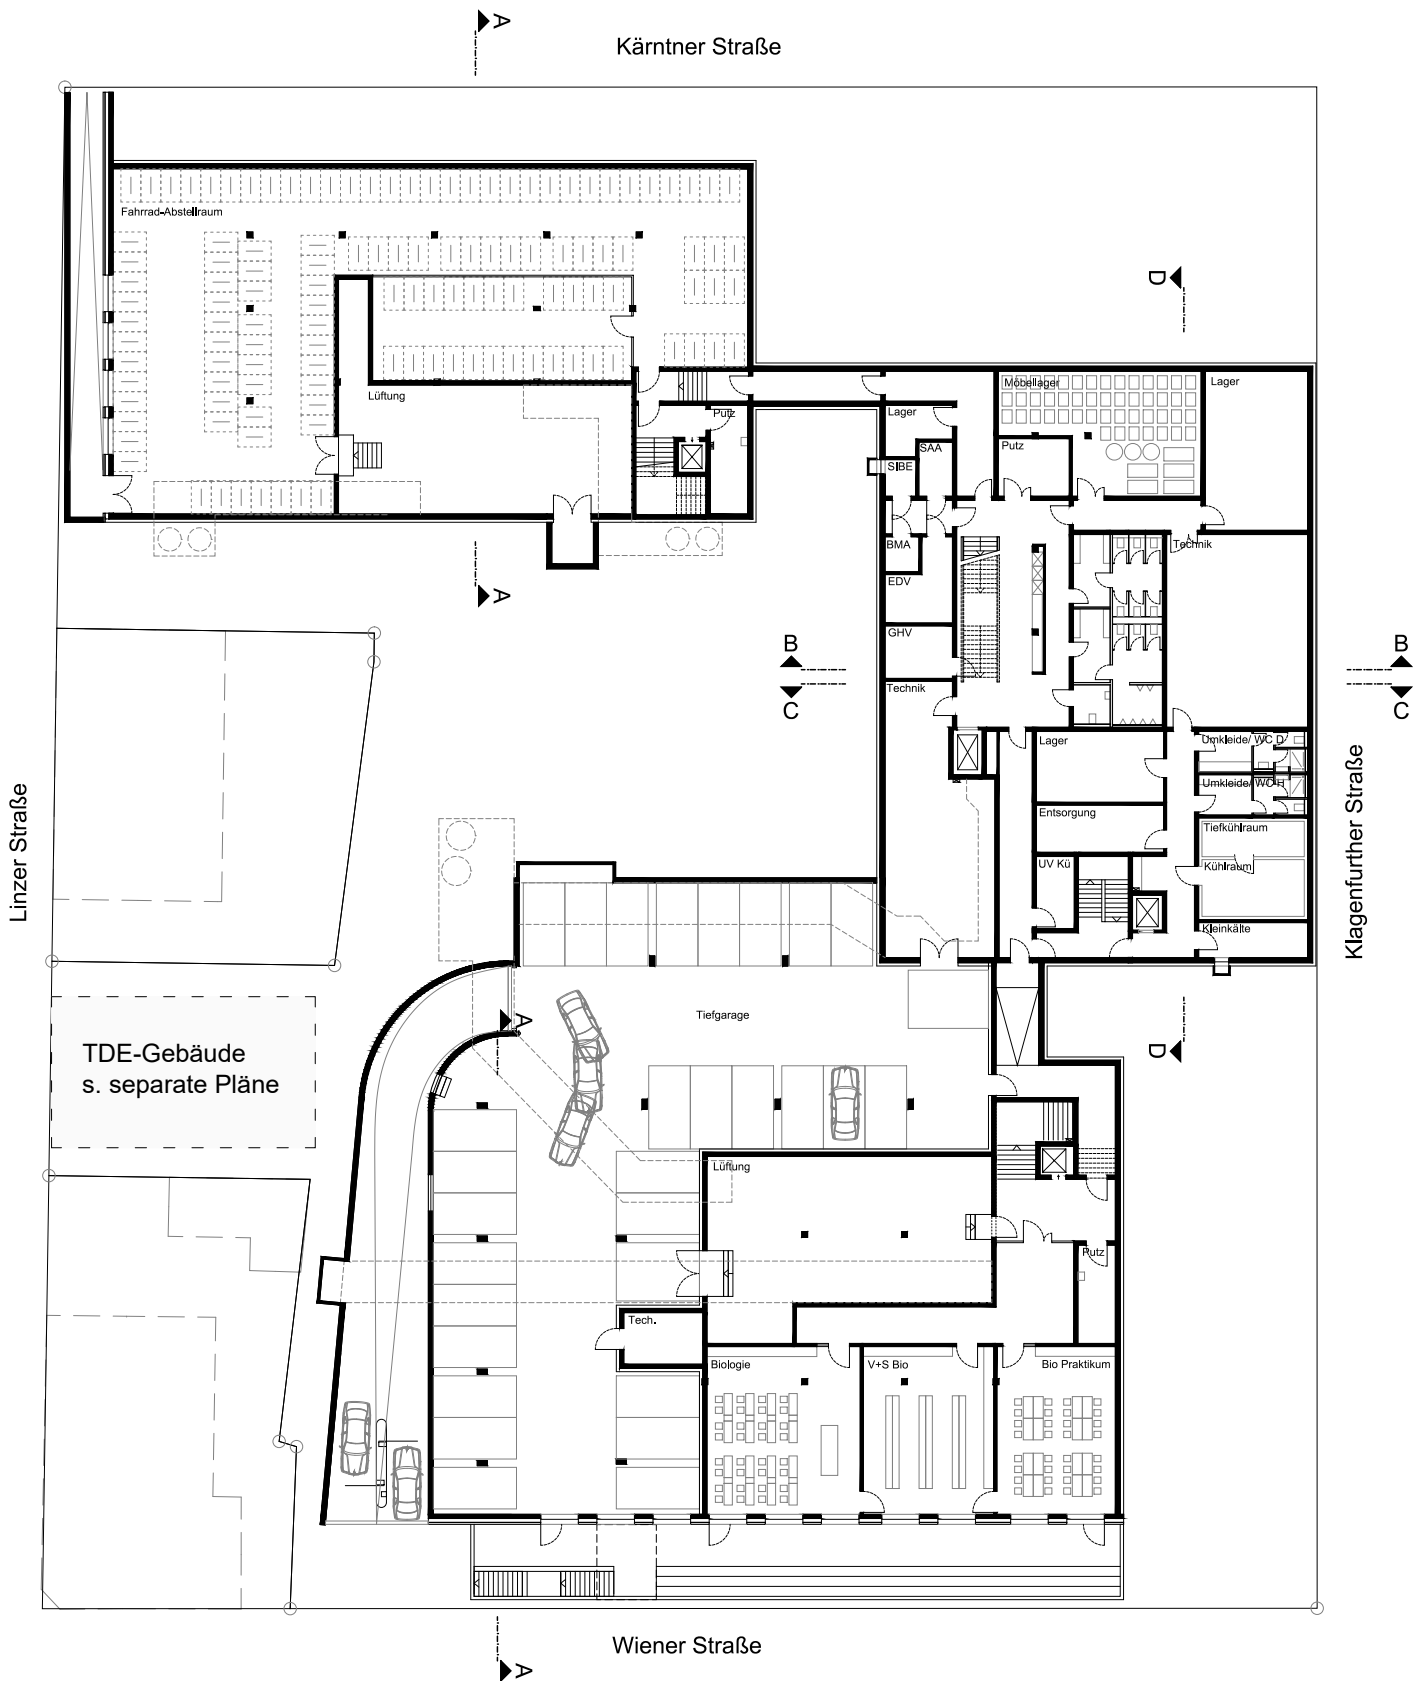 A
Kärntner Straße
Fahrrad-Abstellraum
D
Lüftung
Putz
Lager
SAA
SIBE
BMA
EDV
GHV
Technik
Möbellager
Lager
Putz
Technik
A
B
C
B
C
Linzer Straße
Klagenfurther Straße
Lager
Entsorgung
UV Kü
Umkleide/ WC D
Umkleide/ WC H
Tiefkühlraum
Kühlraum
Kleinkälte
A
Tiefgarage
D
TDE-Gebäude
s. separate Pläne
Lüftung
Putz
Tech.
Biologie
V+S Bio
Bio Praktikum
Wiener Straße
A